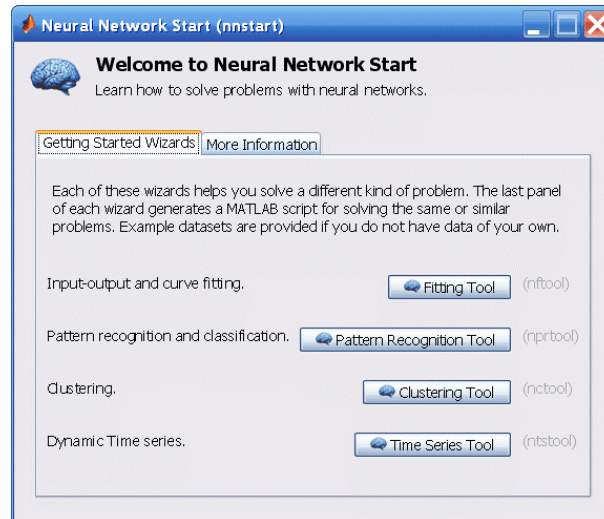 Neural Network Start (nnstart)
Welcome to Neural Network Start
Learn how to solve problems with neural networks.
Getting Started Wizards More Information
Each of these wizards helps you solve a different kind of problem. The last panel
of each wizard generates a MATLAB script for solving the same or similar
problems. Example datasets are provided if you do not have data of your own.
Input-output and curve fitting. Fitting Tool (nftool)
Pattern recognition and classification. Pattern Recognition Tool (nprtool)
Clustering. Clustering Tool (nctool)
Dynamic Time series. Time Series Tool (ntstool)